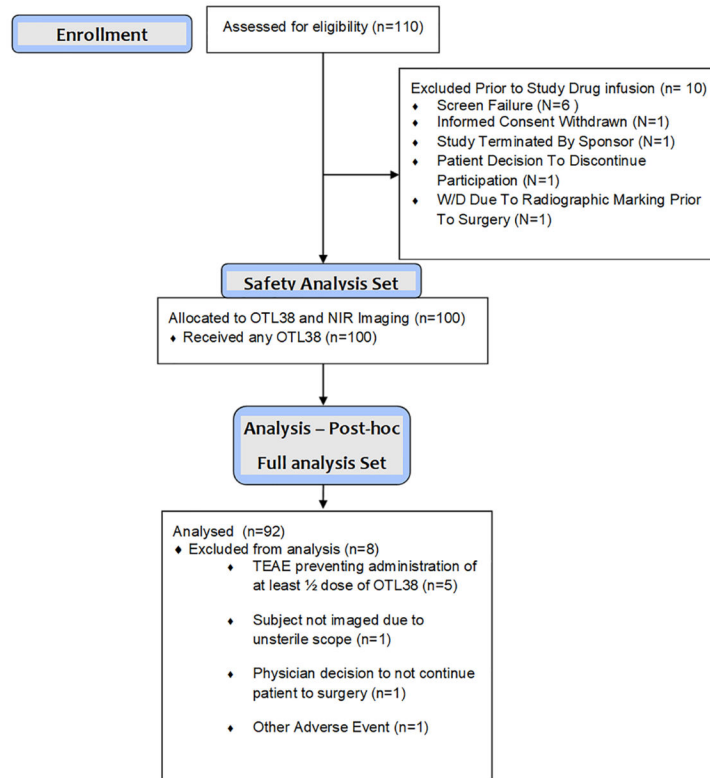 Enrollment
Assessed for eligibility (n=110)
Excluded Prior to Study Drug infusion (n= 10)
♦ Screen Failure (N=6 )
♦ Informed Consent Withdrawn (N=1)
♦ Study Terminated By Sponsor (N=1)
♦ Patient Decision To Discontinue
Participation (N=1)
♦ W/D Due To Radiographic Marking Prior
To Surgery (N=1)
Safety Analysis Set
Allocated to OTL38 and NIR Imaging (n=100)
♦ Received any OTL38 (n=100)
Analysis – Post-hoc
Full analysis Set
Analysed (n=92)
♦ Excluded from analysis (n=8)
♦ TEAE preventing administration of
at least ½ dose of OTL38 (n=5)
♦ Subject not imaged due to
unsterile scope (n=1)
♦ Physician decision to not continue
patient to surgery (n=1)
♦ Other Adverse Event (n=1)